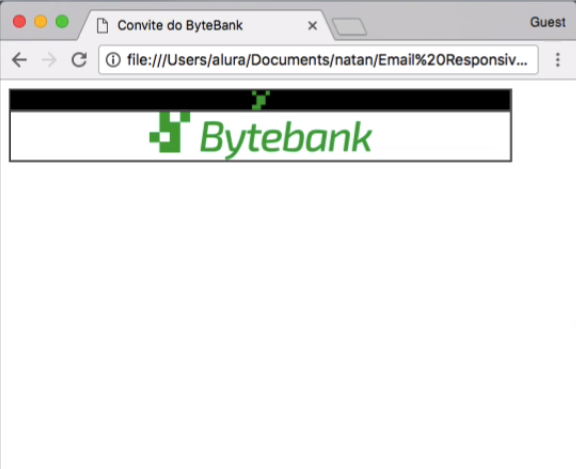 Convite do ByteBank
Guest
file:///Users/alura/Documents/natan/Email%20Responsiv...
Bytebank